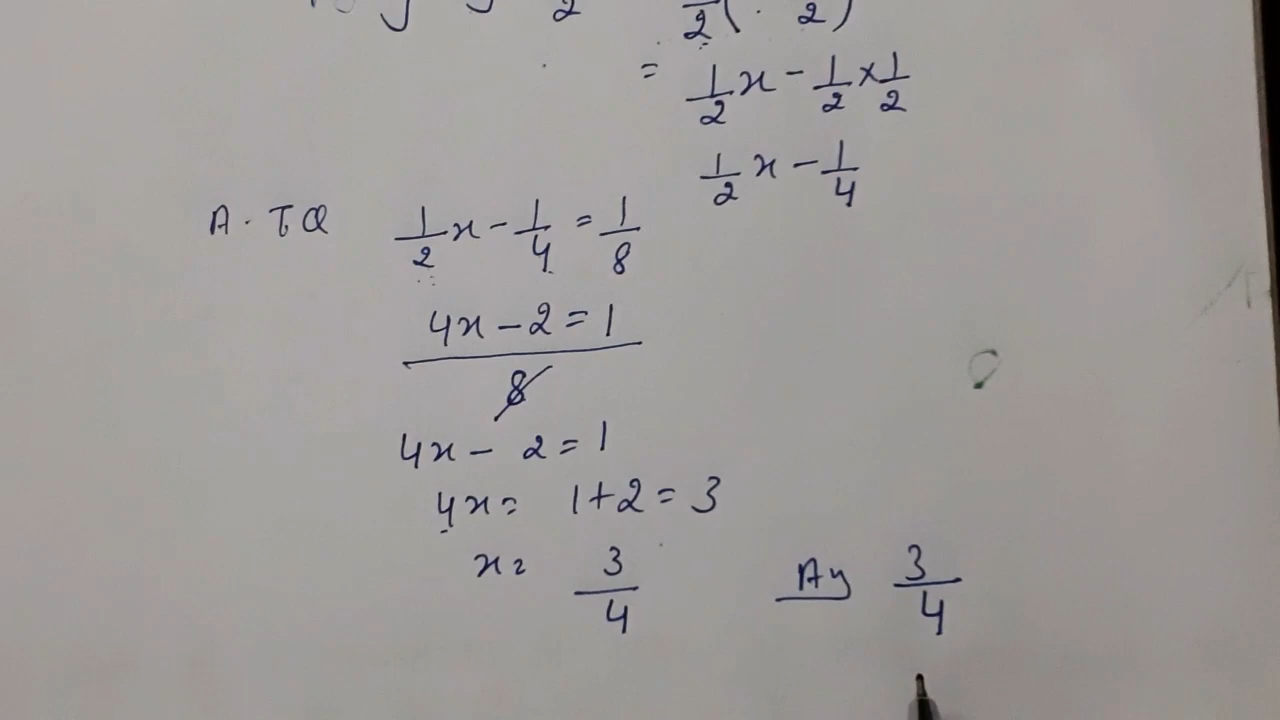 = 1/2 x - 1/2 × 1/2
1/2 x - 1/4
A. TQ 1/2 x - 1/4 = 1/8
4x - 2 = 1
8
4x - 2 = 1
4x = 1+2 = 3
x = 3/4
Ay 3/4